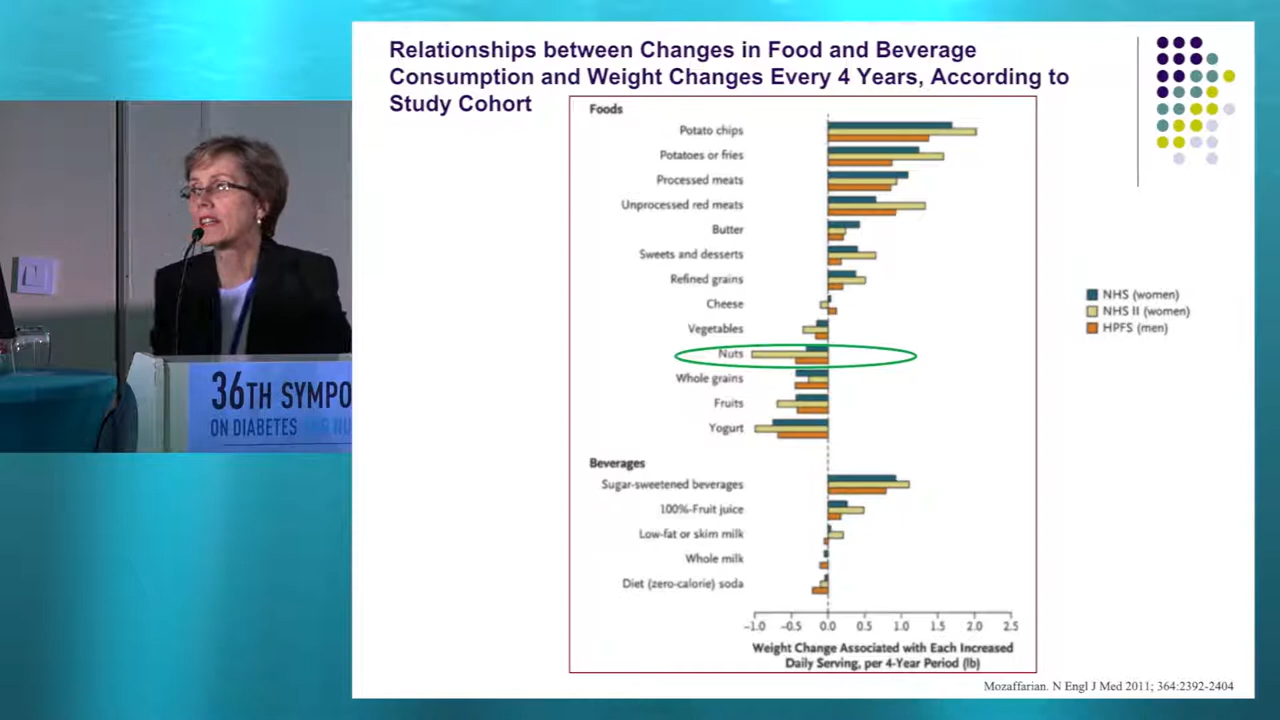 Relationships between Changes in Food and Beverage
Consumption and Weight Changes Every 4 Years, According to
Study Cohort
Foods
Potato chips
Potatoes or fries
Processed meats
Unprocessed red meats
Butter
Sweets and desserts
Refined grains
Cheese
Vegetables
Nuts
Whole grains
Fruits
Yogurt
Beverages
Sugar-sweetened beverages
100%-Fruit juice
Low-fat or skim milk
Whole milk
Diet (zero-calorie) soda
-1.0 -0.5 0.0 0.5 1.0 1.5 2.0 2.5
Weight Change Associated with Each Increased
Daily Serving, per 4-Year Period (lb)
NHS (women)
NHS II (women)
HPFS (men)
Mozaffarian. N Engl J Med 2011; 364:2392-2404
36TH SYMPO
ON DIABETES AND NU